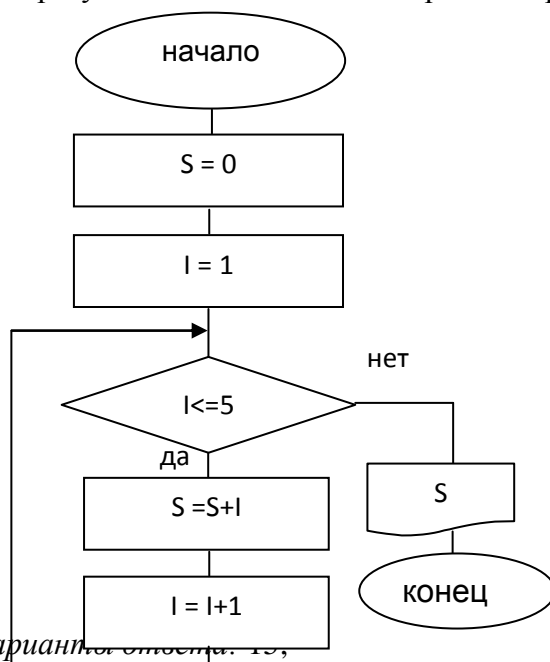 начало
S = 0
I = 1
нет
I<=5
да
S =S+I
S
I = I+1
конец